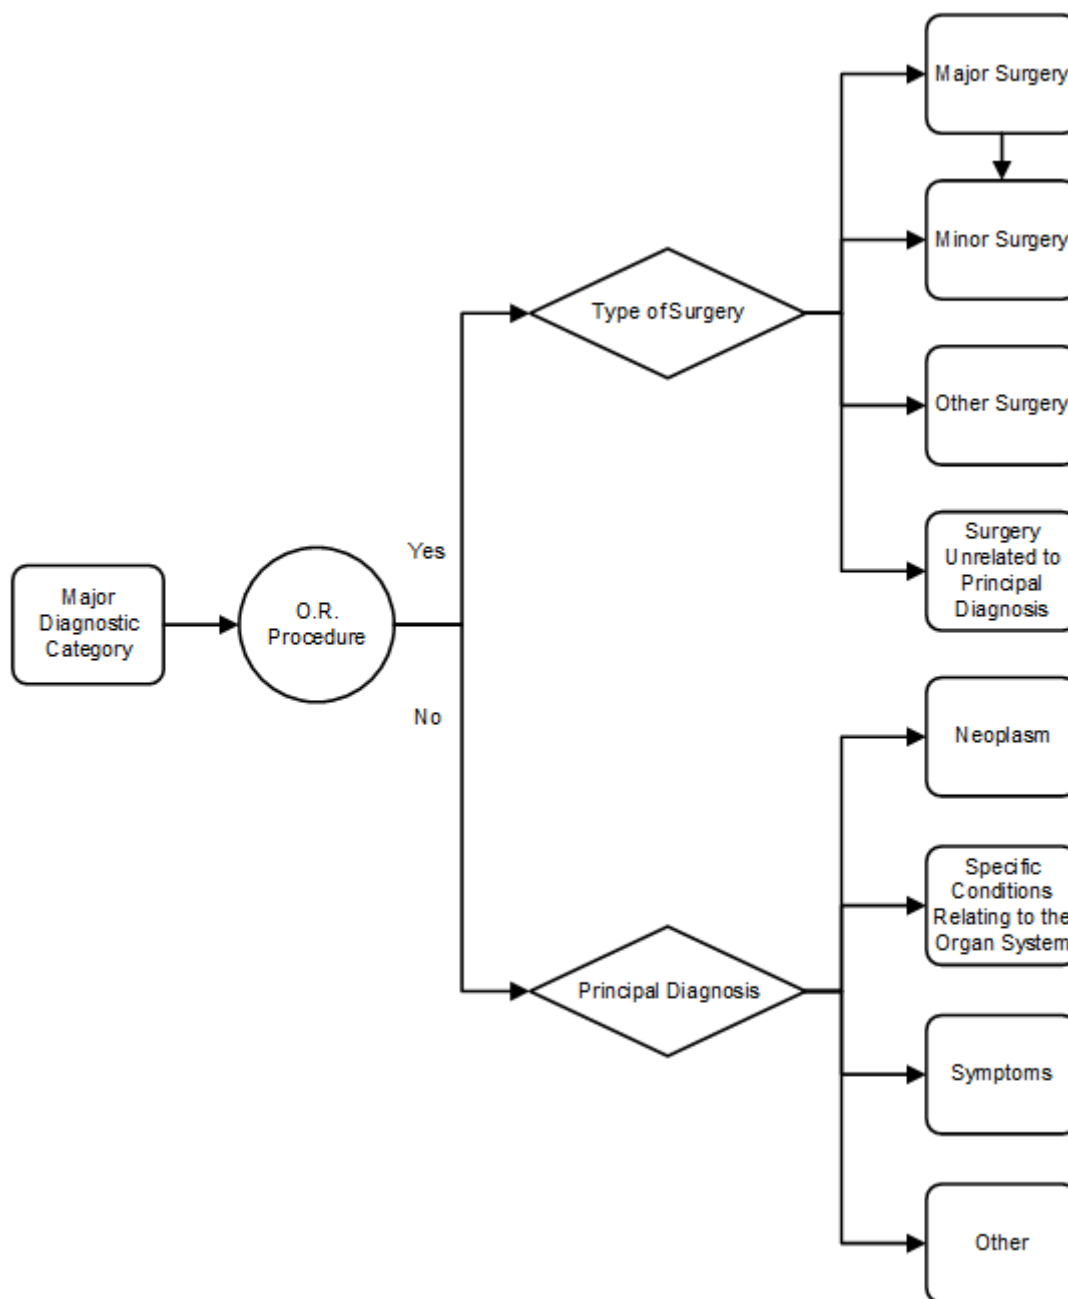 Major
Diagnostic
Category
O.R.
Procedure
Yes
No
Type of Surgery
Principal Diagnosis
Major Surgery
Minor Surgery
Other Surgery
Surgery
Unrelated to
Principal
Diagnosis
Neoplasm
Specific
Conditions
Relating to the
Organ System
Symptoms
Other